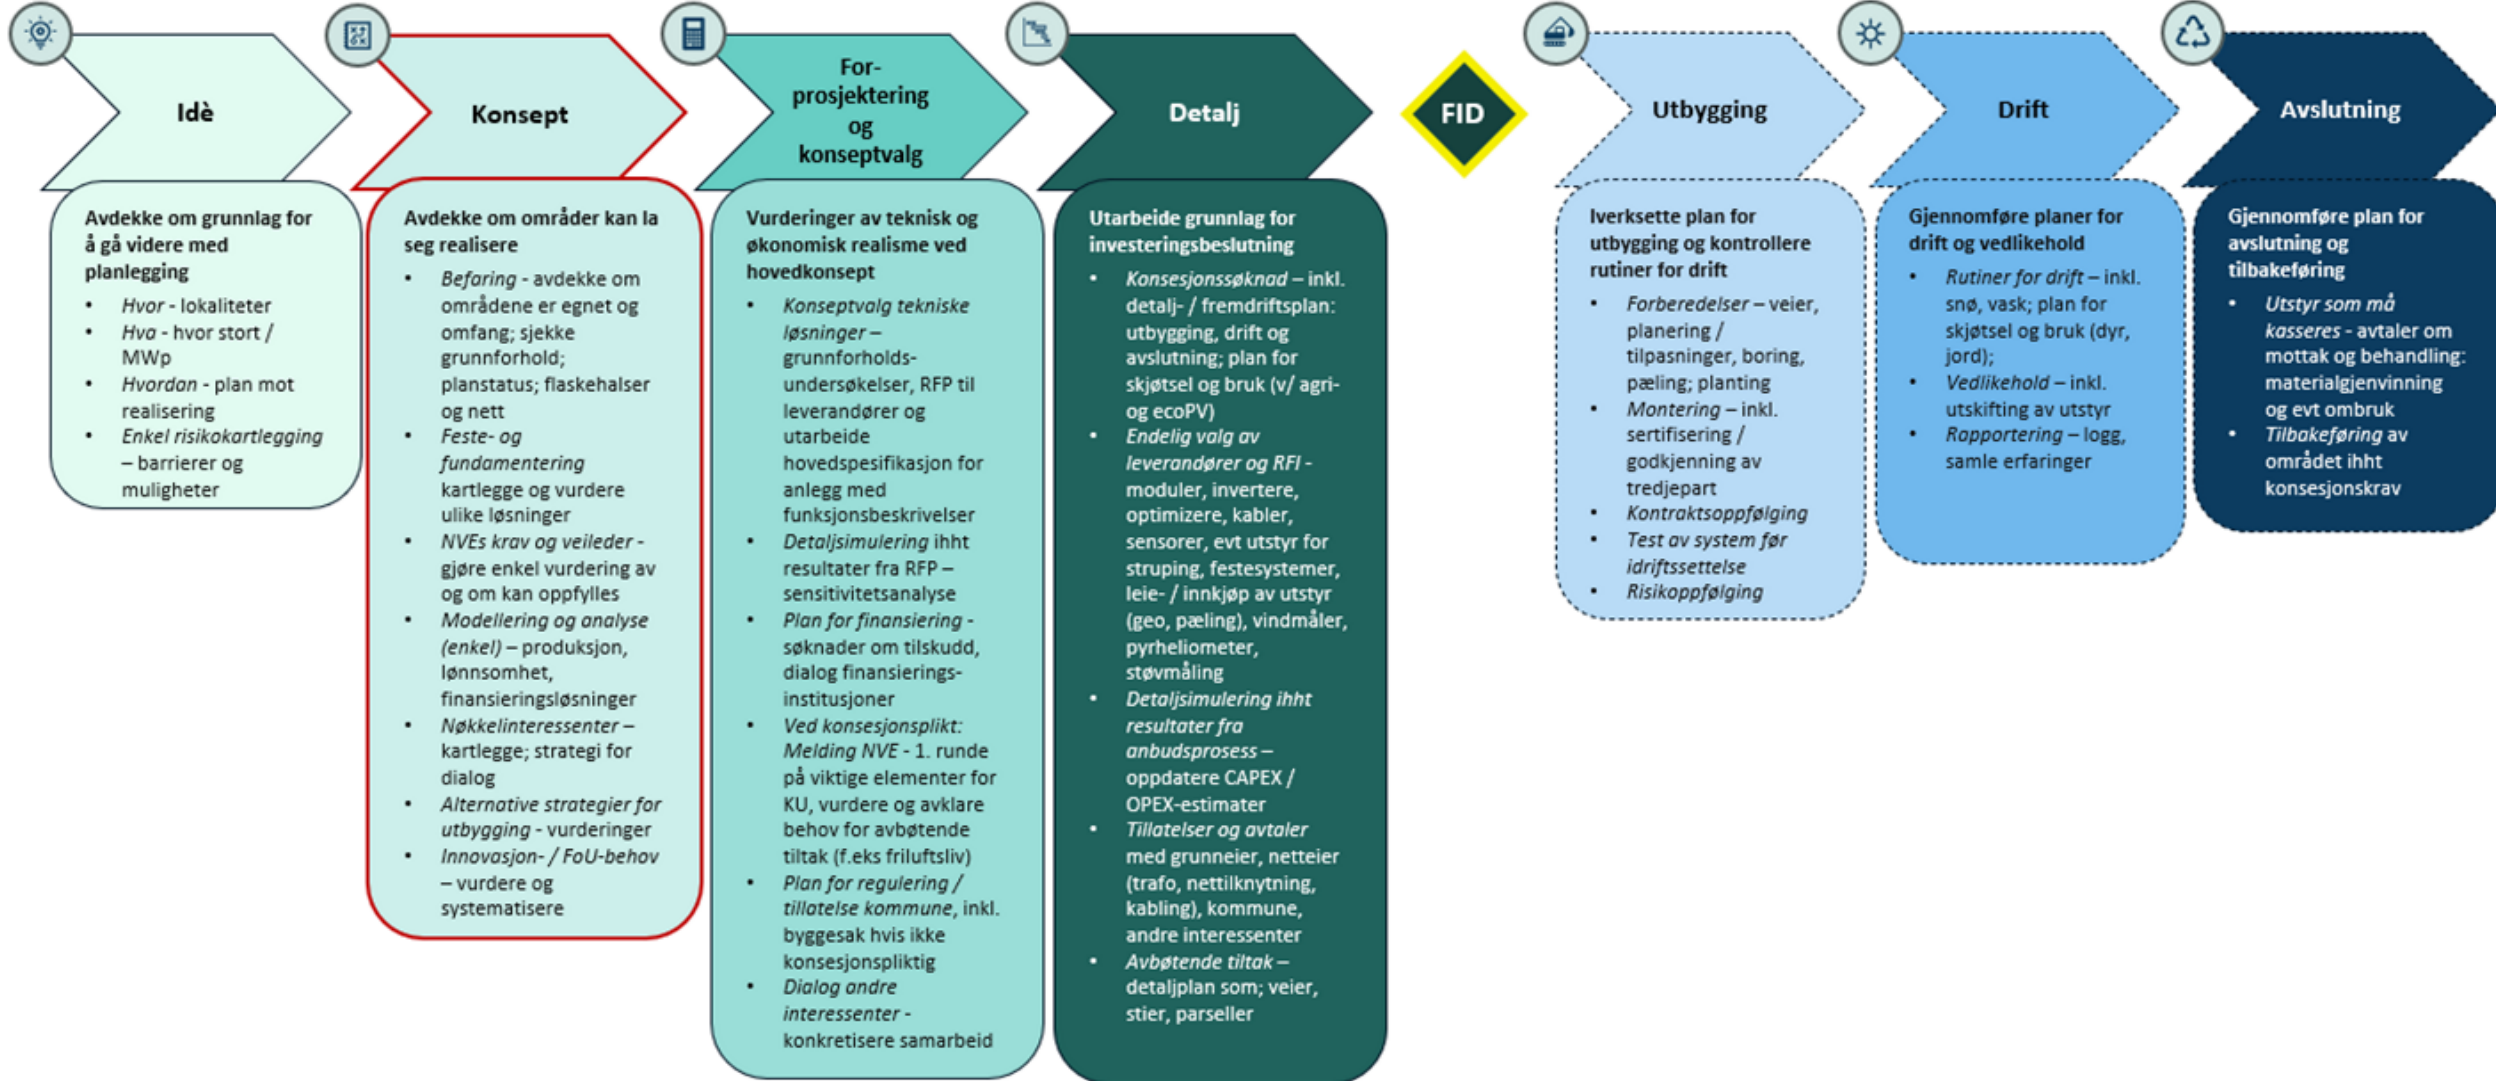 Idè
Avdekke om grunnlag for
å gå videre med
planlegging
• Hvor - lokaliteter
• Hva - hvor stort /
MWp
• Hvordan - plan mot
realisering
• Enkel risikokartlegging
– barrierer og
muligheter
Konsept
Avdekke om områder kan la
seg realisere
• Befaring - avdekke om
områdene er egnet og
omfang; sjekke
grunnforhold;
planstatus; flaskehalser
og nett
• Feste- og
fundamentering
kartlegge og vurdere
ulike løsninger
• NVEs krav og veileder -
gjøre enkel vurdering av
og om kan oppfylles
• Modellering og analyse
(enkel) – produksjon,
lønnsomhet,
finansieringsløsninger
• Nøkkelinteressenter –
kartlegge; strategi for
dialog
• Alternative strategier for
utbygging - vurderinger
• Innovasjon- / FoU-behov
– vurdere og
systematisere
For-
prosjektering
og
konseptvalg
Vurderinger av teknisk og
økonomisk realisme ved
hovedkonsept
• Konseptvalg tekniske
løsninger –
grunnforholds-
undersøkelser, RFP til
leverandører og
utarbeide
hovedspesifikasjon for
anlegg med
funksjonsbeskrivelser
• Detaljsimulering ihht
resultater fra RFP –
sensitivitetsanalyse
• Plan for finansiering -
søknader om tilskudd,
dialog finansierings-
institusjoner
• Ved konsesjonsplikt:
Melding NVE - 1. runde
på viktige elementer for
KU, vurdere og avklare
behov for avbøtende
tiltak (f.eks friluftsliv)
• Plan for regulering /
tillatelse kommune, inkl.
byggesak hvis ikke
konsesjonspliktig
• Dialog andre
interessenter -
konkretisere samarbeid
Detalj
Utarbeide grunnlag for
investeringsbeslutning
• Konsesjonssøknad – inkl.
detalj- / fremdriftsplan:
utbygging, drift og
avslutning; plan for
skjøtsel og bruk (v/ agri-
og ecoPV)
• Endelig valg av
leverandører og RFI -
moduler, invertere,
optimizere, kabler,
sensorer, evt utstyr for
struping, festesystemer,
leie- / innkjøp av utstyr
(geo, pæling), vindmåler,
pyrheliometer,
støvmåling
• Detaljsimulering ihht
resultater fra
anbudsprosess –
oppdatere CAPEX /
OPEX-estimater
• Tillatelser og avtaler
med grunneier, netteier
(trafo, nettilknytning,
kabling), kommune,
andre interessenter
• Avbøtende tiltak –
detaljplan som; veier,
stier, parseller
FID
Utbygging
Iverksette plan for
utbygging og kontrollere
rutiner for drift
• Forberedelser – veier,
planering /
tilpasninger, boring,
pæling; planting
• Montering – inkl.
sertifisering /
godkjenning av
tredjepart
• Kontraktsoppfølging
• Test av system før
idriftssettelse
• Risikoppfølging
Drift
Gjennomføre planer for
drift og vedlikehold
• Rutiner for drift – inkl.
snø, vask; plan for
skjøtsel og bruk (dyr,
jord);
• Vedlikehold – inkl.
utskifting av utstyr
• Rapportering – logg,
samle erfaringer
Avslutning
Gjennomføre plan for
avslutning og
tilbakeføring
• Utstyr som må
kasseres - avtaler om
mottak og behandling:
materialgjenvinning
og evt ombruk
• Tilbakeføring av
området ihht
konsesjonskrav